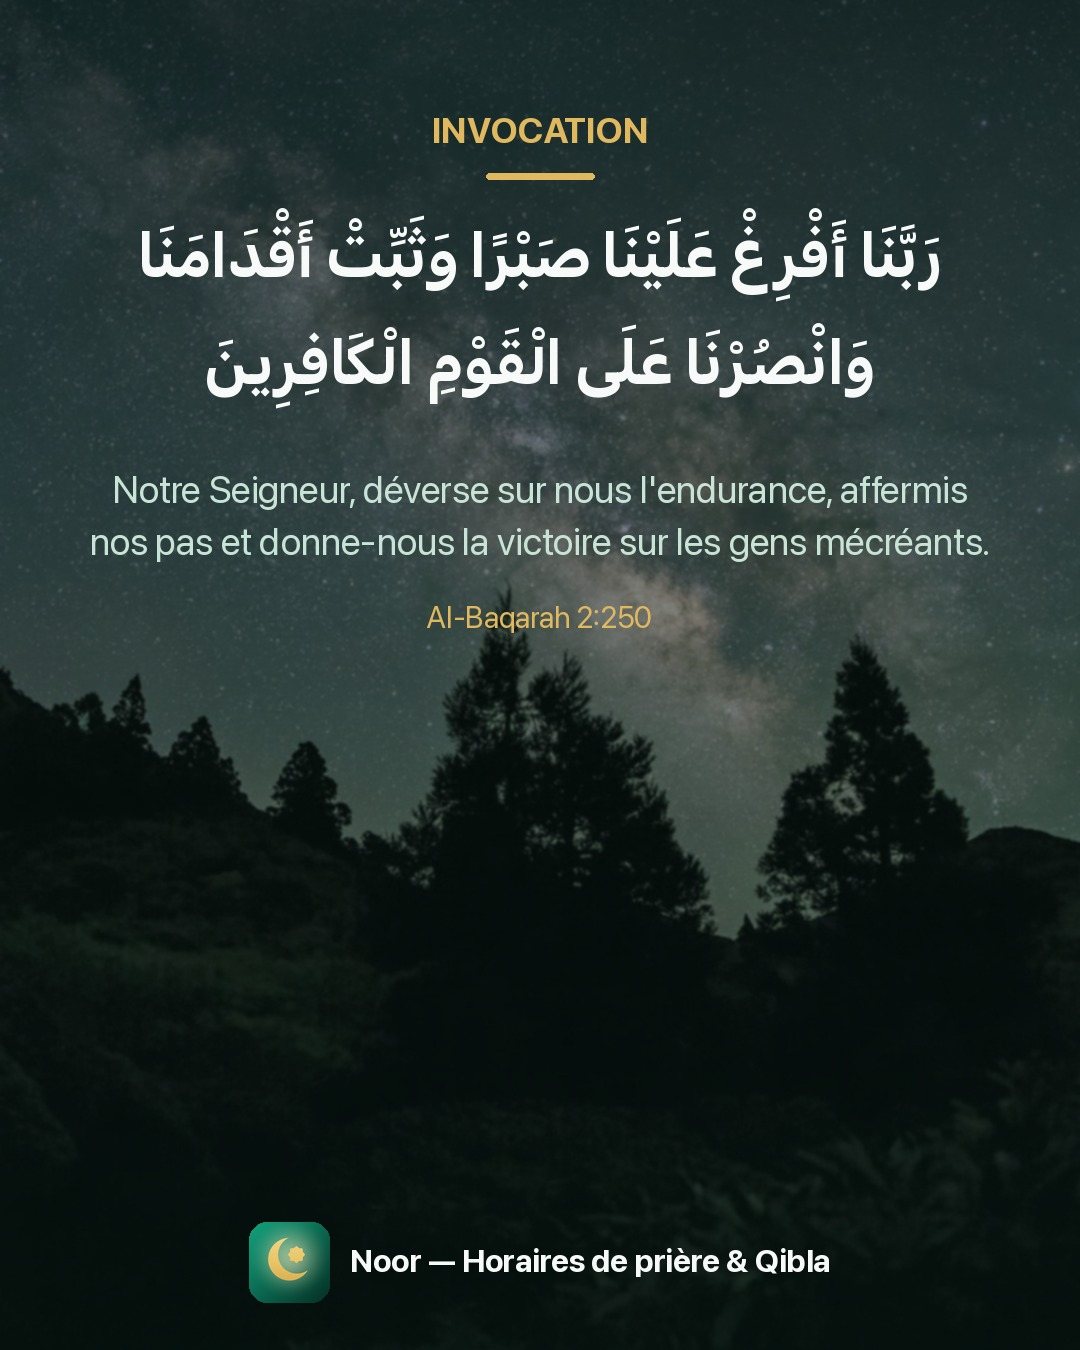 INVOCATION
رَبَّنَا أَفْرِغْ عَلَيْنَا صَبْرًا وَثَبِّتْ أَقْدَامَنَا
وَانْصُرْنَا عَلَى الْقَوْمِ الْكَافِرِينَ
Notre Seigneur, déverse sur nous l'endurance, affermis
nos pas et donne-nous la victoire sur les gens mécréants.
Al-Baqarah 2:250
Noor — Horaires de prière & Qibla